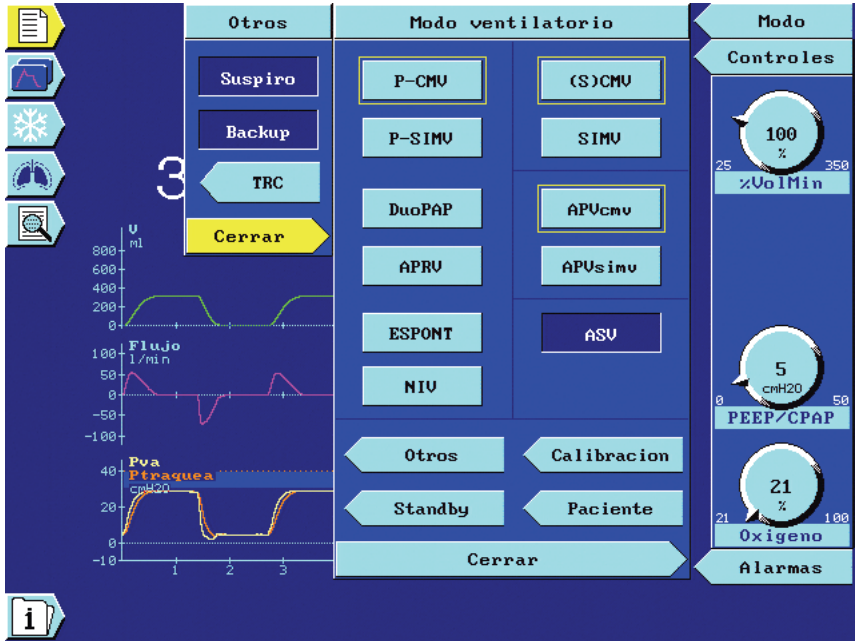 Otros
Suspiro
Backup
TRC
Cerrar
Modo ventilatorio
P-CMV
(S)CMV
P-SIMV
SIMV
DuoPAP
APVcmv
APRV
APVsimv
ESPONT
ASV
NIV
Otros
Calibracion
Standby
Paciente
Cerrar
Modo
Controles
100
%
25 350
%VolMin
5
cmH2O
0 50
PEEP/CPAP
21
%
21 100
Oxigeno
Alarmas
3
V
ml
800
600
400
200
0
Flujo
l/min
100
50
0
-50
-100
Pva
Ptraquea
cmH2O
40
20
0
-10
1 2 3
i